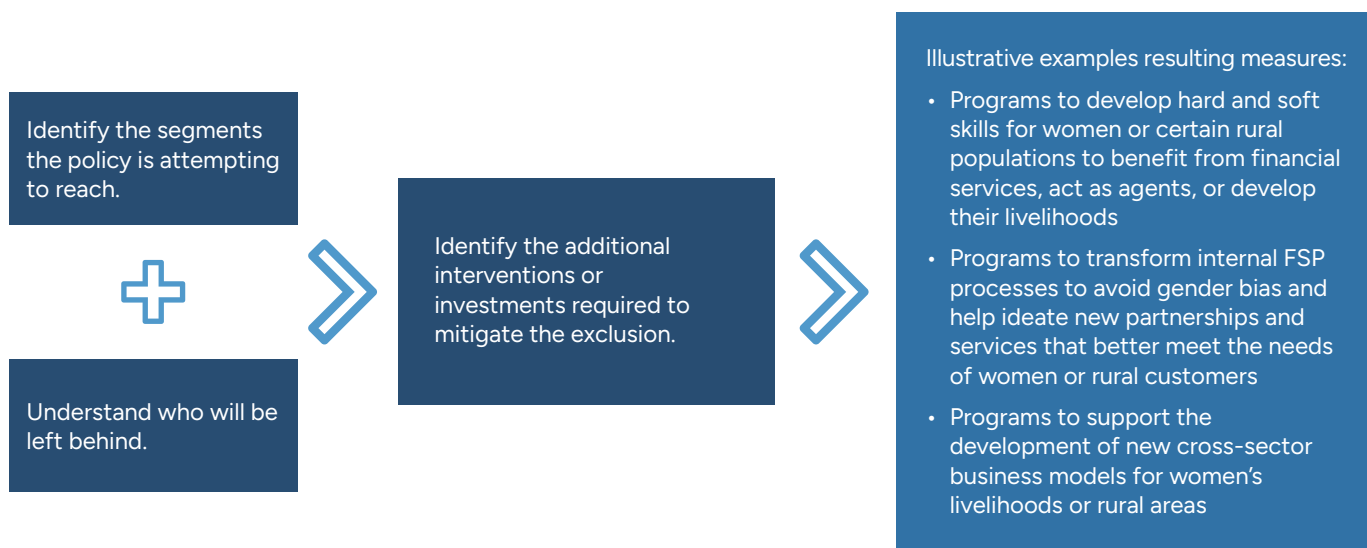 Identify the segments
the policy is attempting
to reach.
Understand who will be
left behind.
Identify the additional
interventions or
investments required to
mitigate the exclusion.
Illustrative examples resulting measures:
• Programs to develop hard and soft
skills for women or certain rural
populations to benefit from financial
services, act as agents, or develop
their livelihoods
• Programs to transform internal FSP
processes to avoid gender bias and
help ideate new partnerships and
services that better meet the needs
of women or rural customers
• Programs to support the
development of new cross-sector
business models for women’s
livelihoods or rural areas